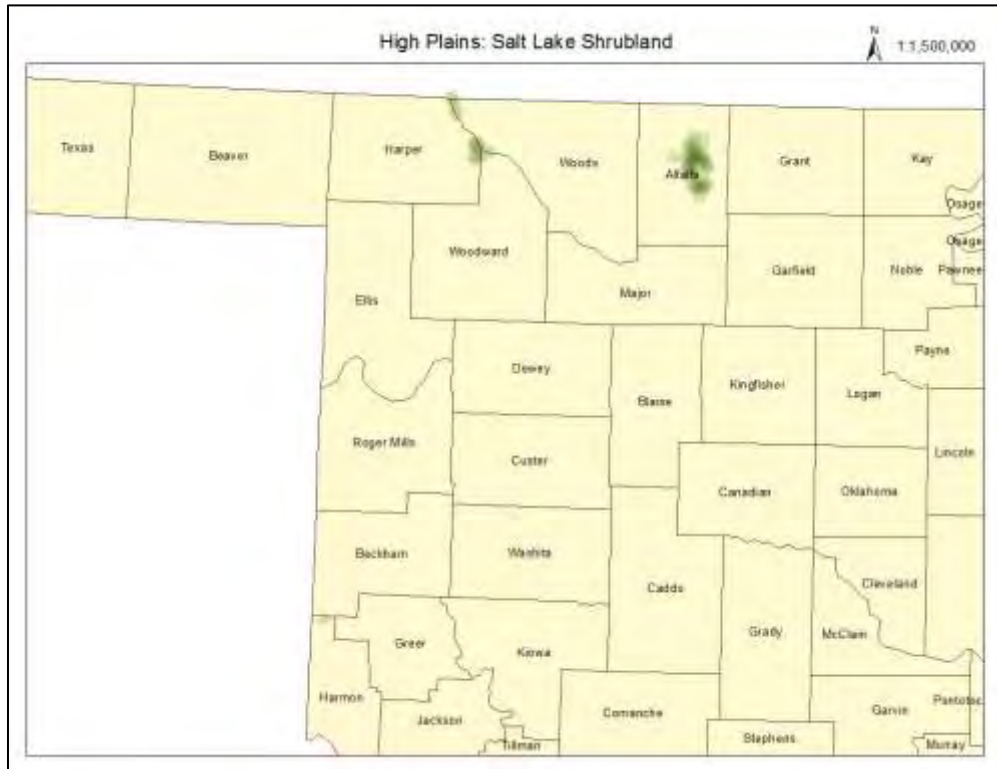 High Plains: Salt Lake Shrubland
N
1:1,500,000
Texas
Beaver
Harper
Woods
Alfalfa
Grant
Kay
Osage
Osage
Woodward
Ellis
Major
Garfield
Noble
Pawnee
Dewey
Blaine
Kingfisher
Logan
Payne
Roger Mills
Custer
Canadian
Oklahoma
Lincoln
Beckham
Washita
Caddo
Grady
Cleveland
McClain
Greer
Kiowa
Harmon
Jackson
Tillman
Comanche
Stephens
Garvin
Pontotoc
Murray